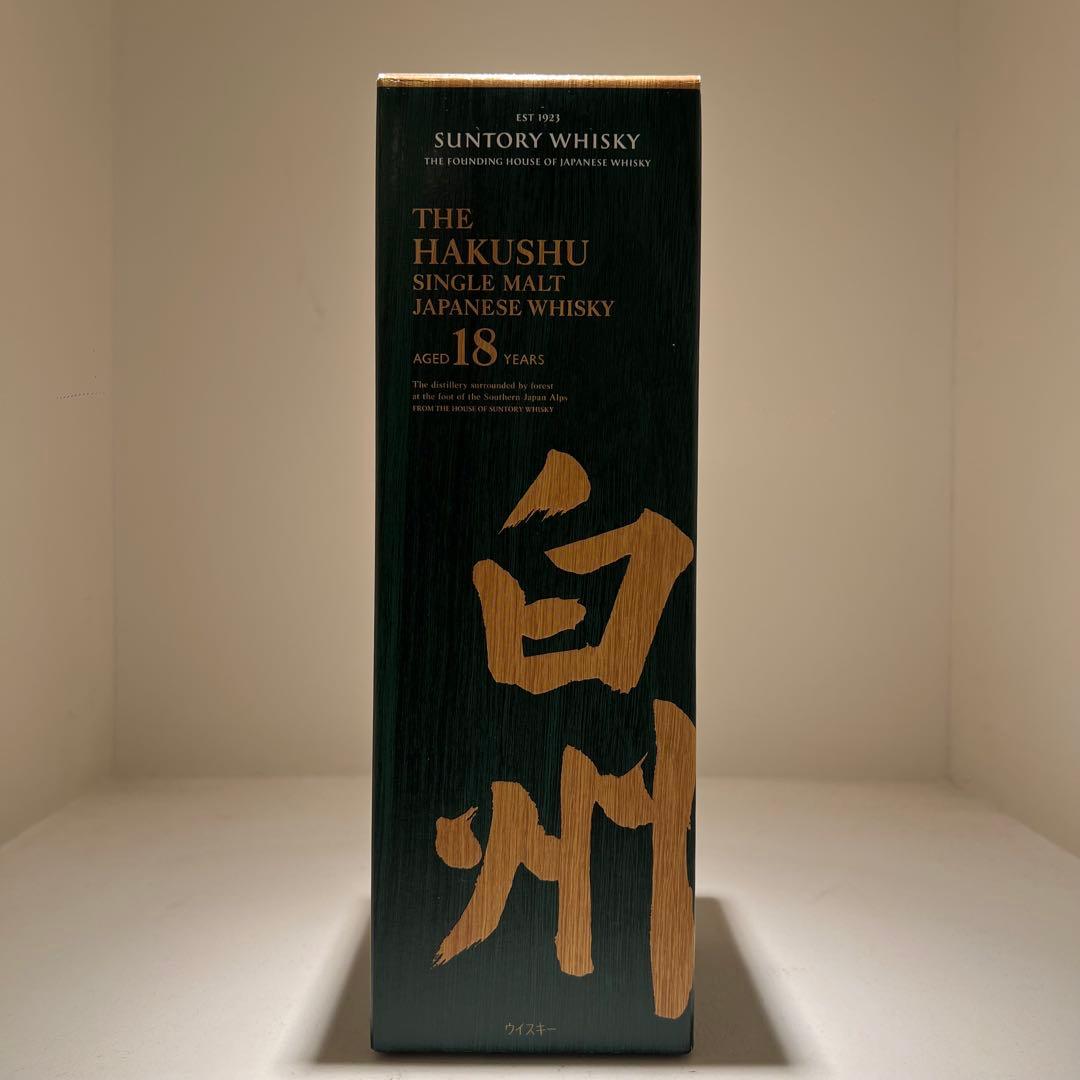 EST 1923
SUNTORY WHISKY
THE FOUNDING HOUSE OF JAPANESE WHISKY
THE
HAKUSHU
SINGLE MALT
JAPANESE WHISKY
AGED 18 YEARS
The distillery surrounded by forest
at the foot of the Southern Japan Alps
FROM THE HOUSE OF SUNTORY WHISKY
白
州
ウイスキー